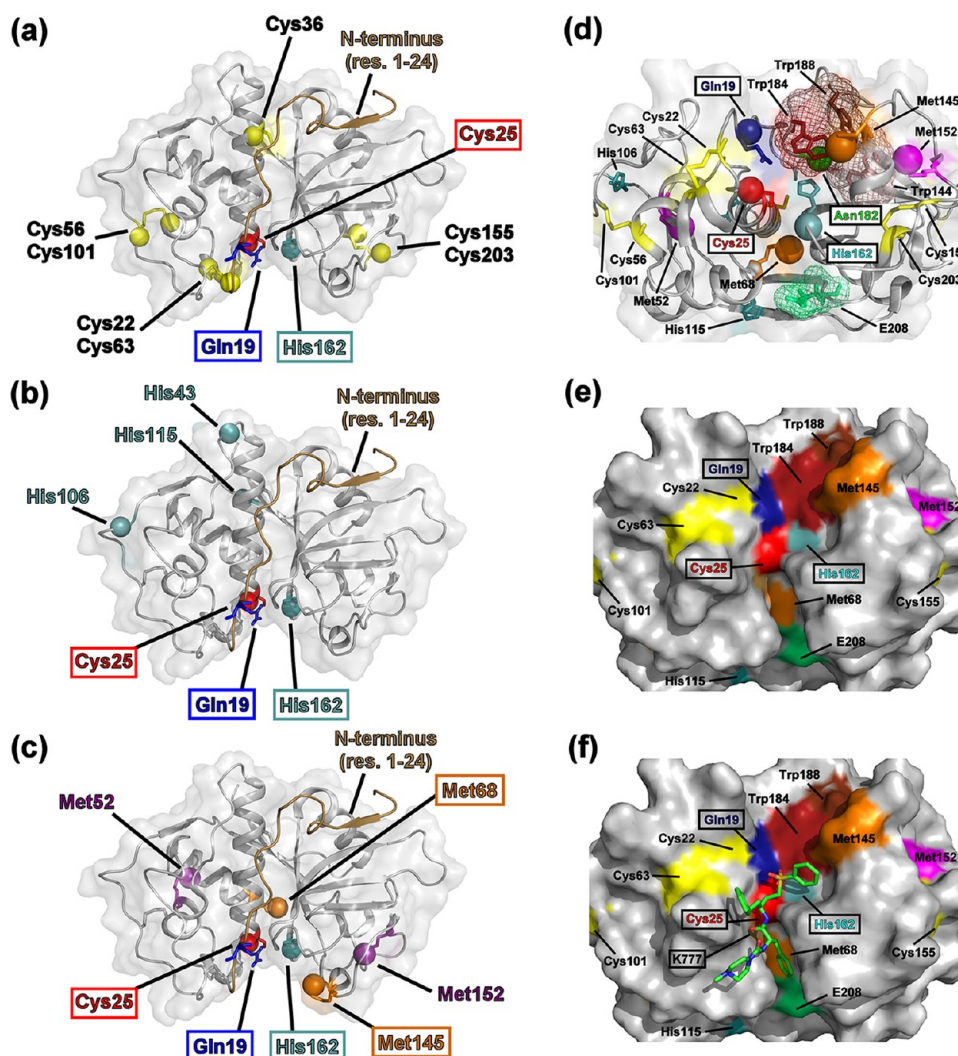 (a)
Cys36
N-terminus
(res. 1-24)
Cys25
Cys56
Cys101
Cys155
Cys203
Cys22
Cys63
Gln19
His162
(b)
His43
His115
His106
N-terminus
(res. 1-24)
Cys25
Gln19
His162
(c)
Met52
N-terminus
(res. 1-24)
Met68
Cys25
Met152
Gln19
His162
Met145
(d)
Trp188
Gln19
Trp184
Met145
Cys22
Cys63
Met152
His106
Trp144
Asn182
Cys25
His162
Cys15
Cys56
Cys101
Met68
Cys203
Met52
His115
E208
(e)
Trp188
Trp184
Gln19
Cys22
Met145
Cys63
Met152
Cys25
His162
Cys101
Met68
Cys155
E208
His115
(f)
Trp188
Trp184
Gln19
Cys22
Met145
Cys63
Met152
Cys25
His162
K777
Cys101
Met68
Cys155
E208
His115